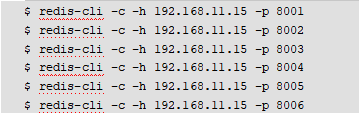 $ redis-cli -c -h 192.168.11.15 -p 8001
$ redis-cli -c -h 192.168.11.15 -p 8002
$ redis-cli -c -h 192.168.11.15 -p 8003
$ redis-cli -c -h 192.168.11.15 -p 8004
$ redis-cli -c -h 192.168.11.15 -p 8005
$ redis-cli -c -h 192.168.11.15 -p 8006